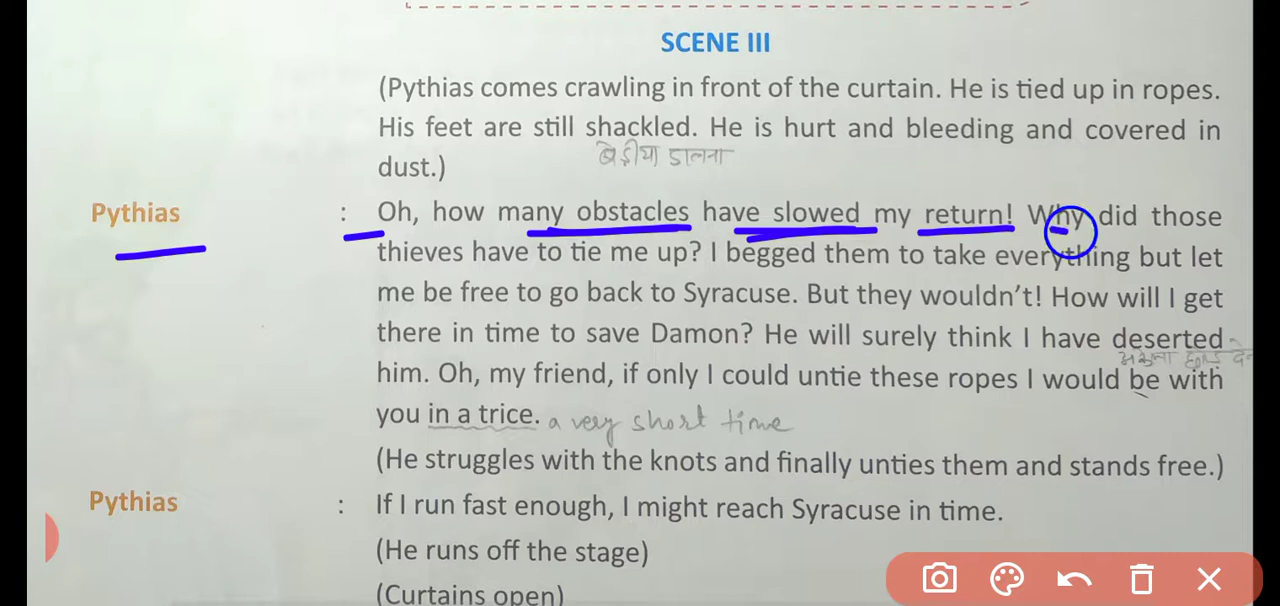 SCENE III
(Pythias comes crawling in front of the curtain. He is tied up in ropes.
His feet are still shackled. He is hurt and bleeding and covered in
बेड़ीया डालना
dust.)
Pythias : Oh, how many obstacles have slowed my return! Why did those
thieves have to tie me up? I begged them to take everything but let
me be free to go back to Syracuse. But they wouldn't! How will I get
there in time to save Damon? He will surely think I have deserted
him. Oh, my friend, if only I could untie these ropes I would be with
you in a trice. a very short time
(He struggles with the knots and finally unties them and stands free.)
Pythias : If I run fast enough, I might reach Syracuse in time.
(He runs off the stage)
(Curtains open)